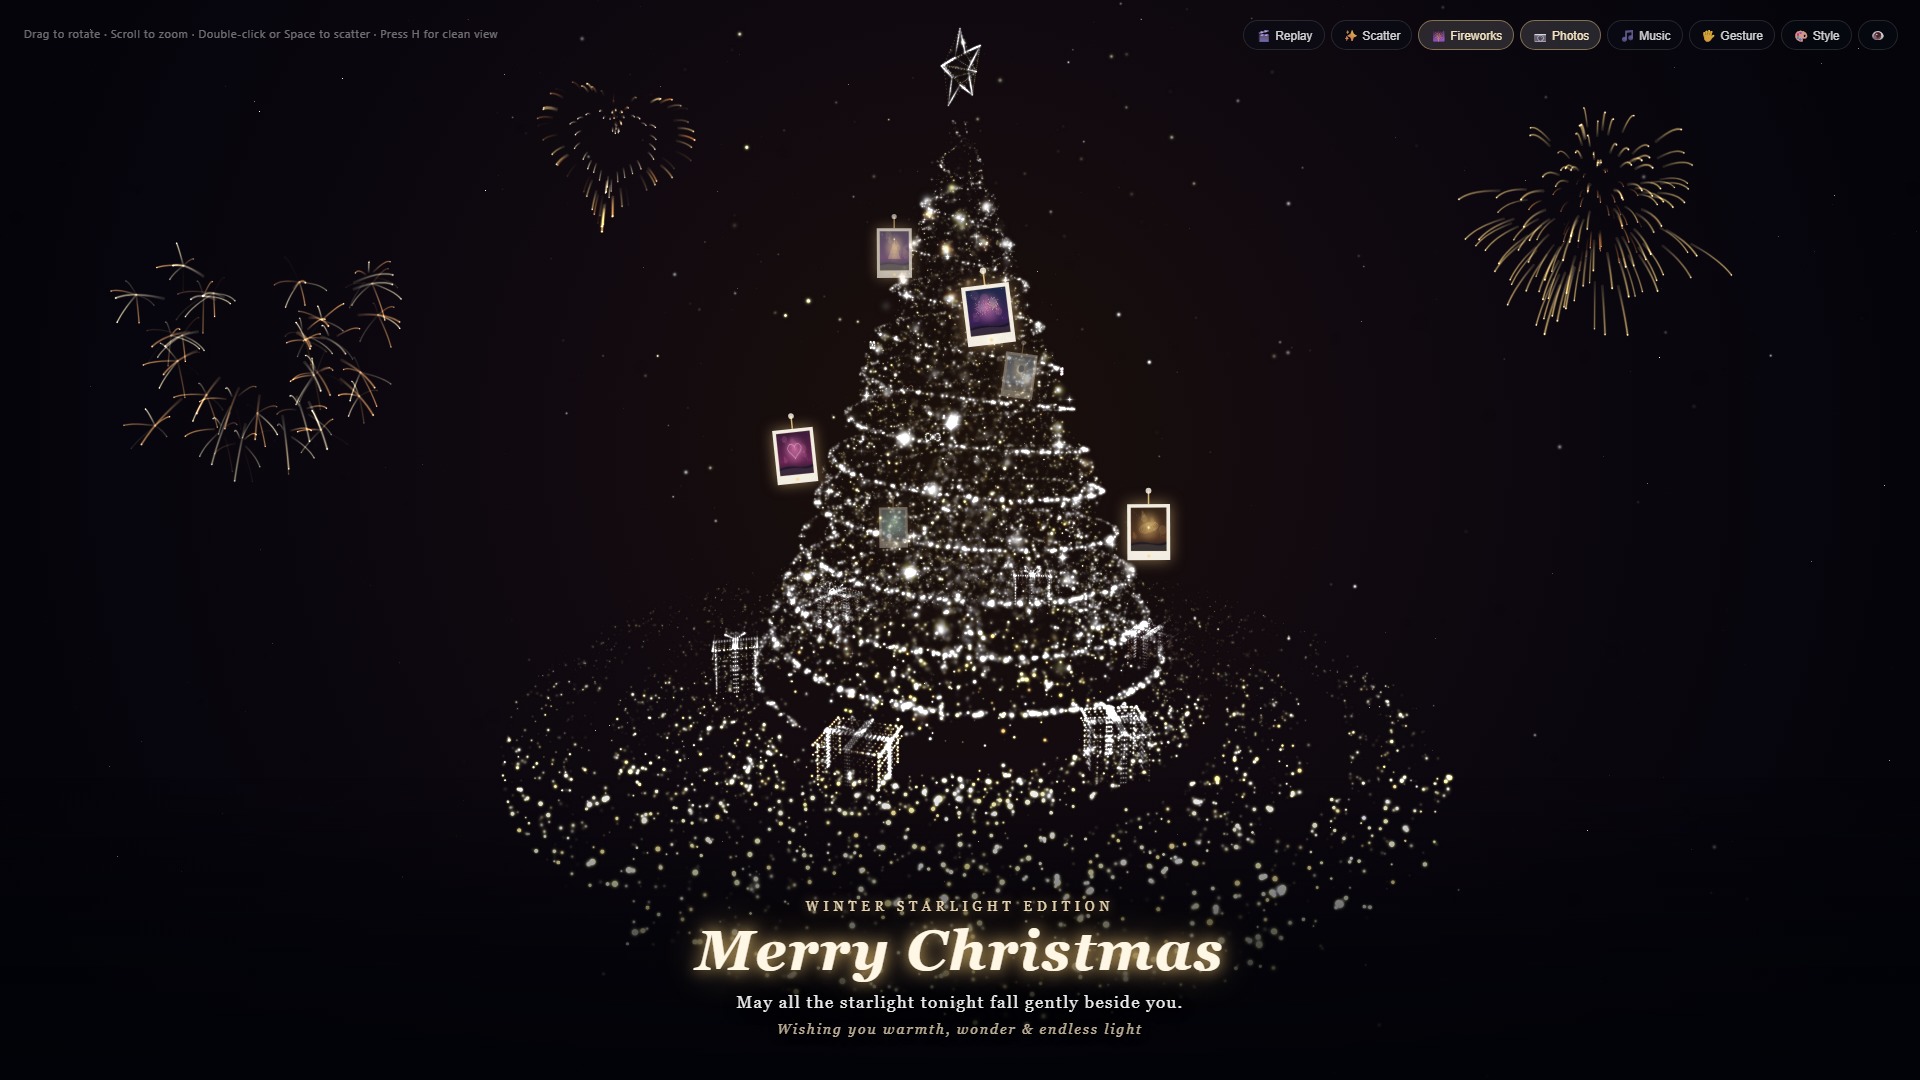 Drag to rotate · Scroll to zoom · Double-click or Space to scatter · Press H for clean view
Replay
Scatter
Fireworks
Photos
Music
Gesture
Style
WINTER STARLIGHT EDITION
Merry Christmas
May all the starlight tonight fall gently beside you.
Wishing you warmth, wonder & endless light